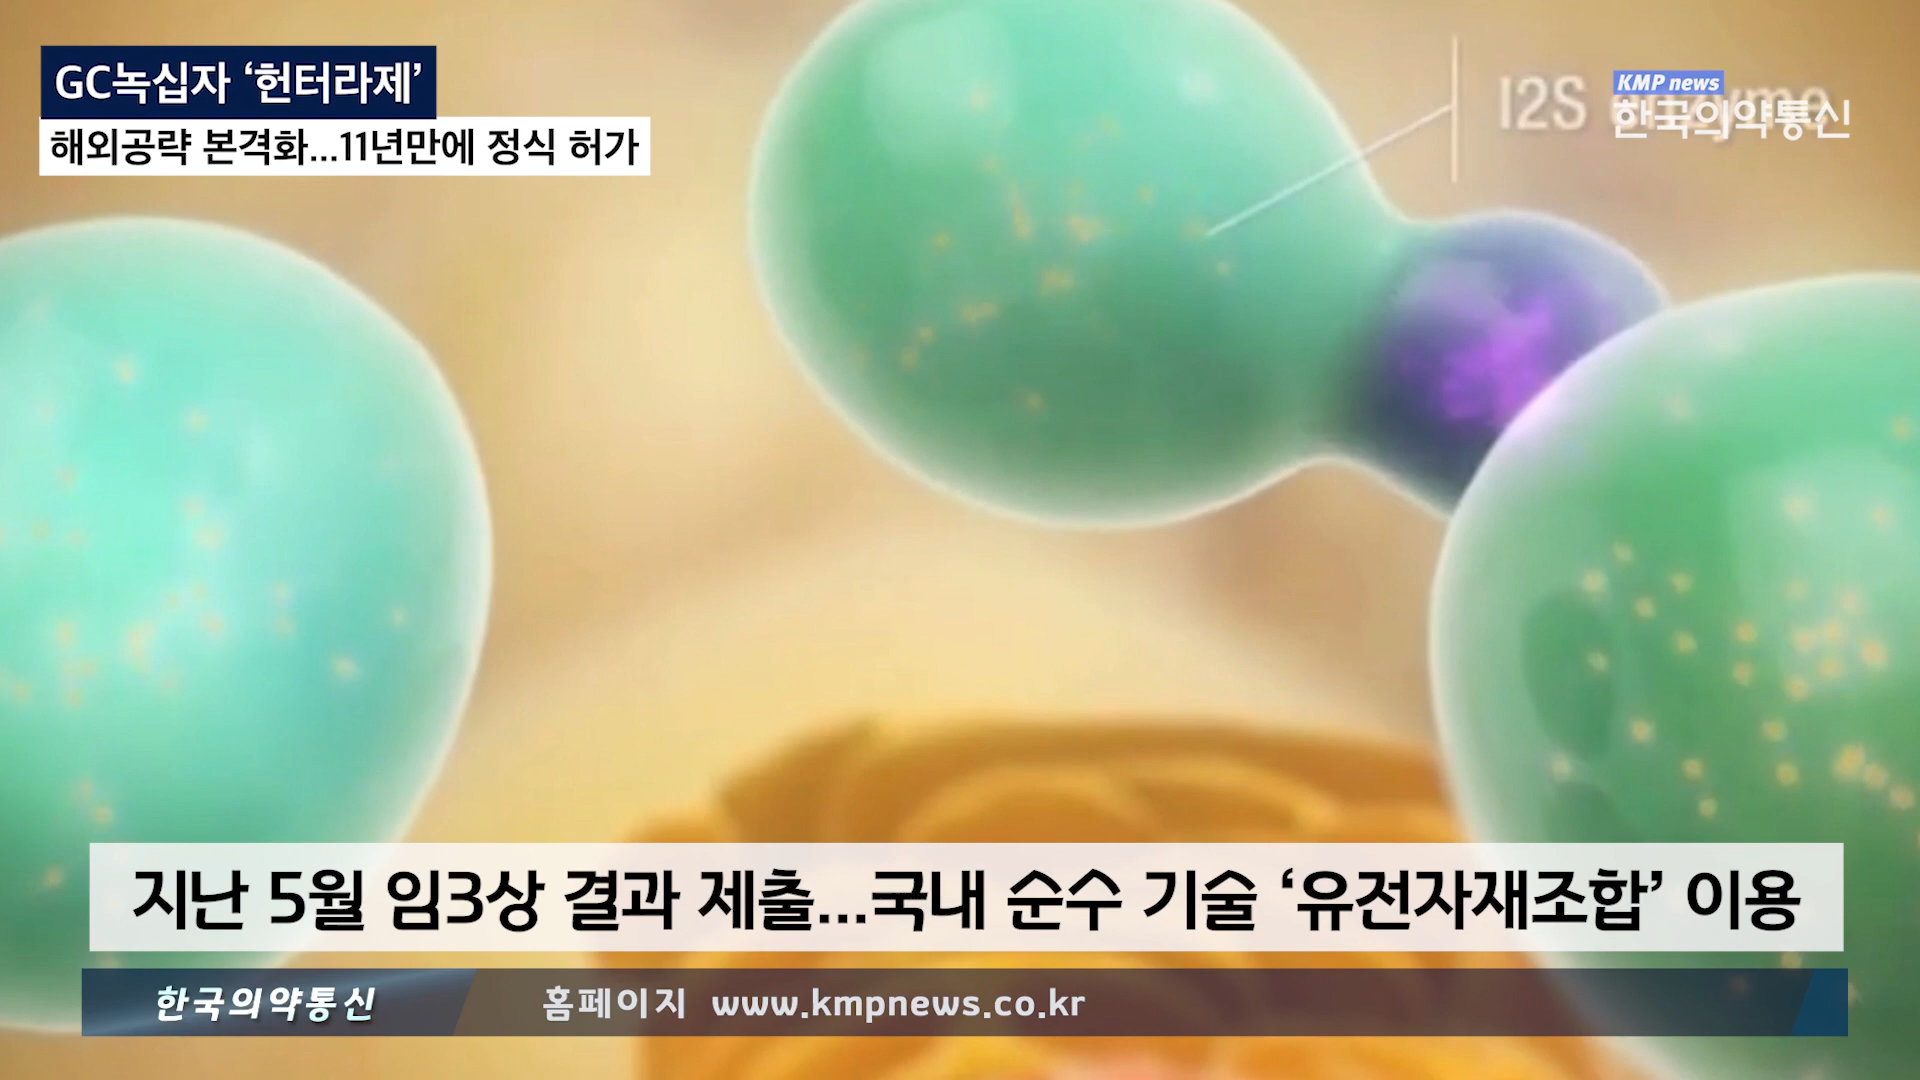 GC녹십자 ‘헌터라제’
해외공략 본격화...11년만에 정식 허가
I2S enzyme
KMP news
한국의약통신
지난 5월 임3상 결과 제출...국내 순수 기술 ‘유전자재조합’ 이용
한국의약통신
홈페이지 www.kmpnews.co.kr